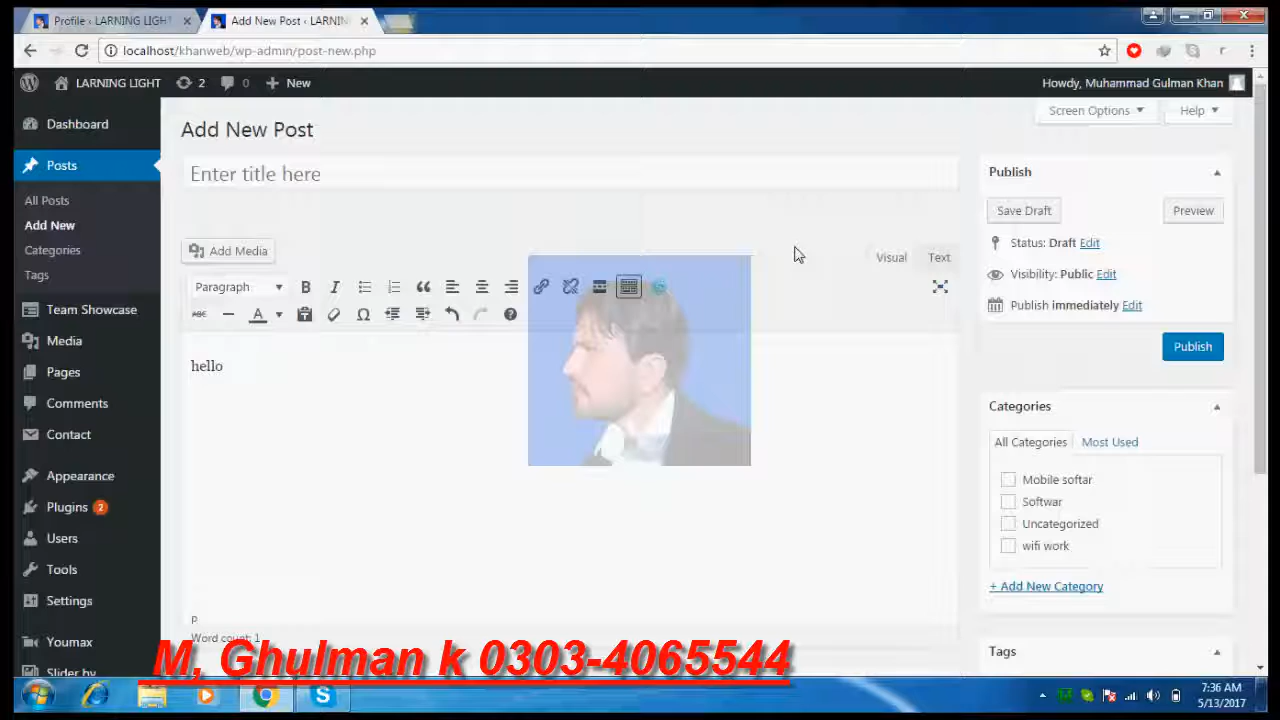 Profile ‹ LARNING LIGHT
Add New Post ‹ LARNIN
localhost/khanweb/wp-admin/post-new.php
LARNING LIGHT 2 0 New
Howdy, Muhammad Gulman Khan
Screen Options
Help
Dashboard
Posts
All Posts
Add New
Categories
Tags
Team Showcase
Media
Pages
Comments
Contact
Appearance
Plugins 2
Users
Tools
Settings
Youmax
Slider by
Add New Post
Enter title here
Add Media
Visual Text
Paragraph
B I
ABC A Ω
hello
p
Word count: 1
Publish
Save Draft
Preview
Status: Draft Edit
Visibility: Public Edit
Publish immediately Edit
Publish
Categories
All Categories
Most Used
Mobile softar
Softwar
Uncategorized
wifi work
+ Add New Category
Tags
M, Ghulman k 0303-4065544
7:36 AM
5/13/2017